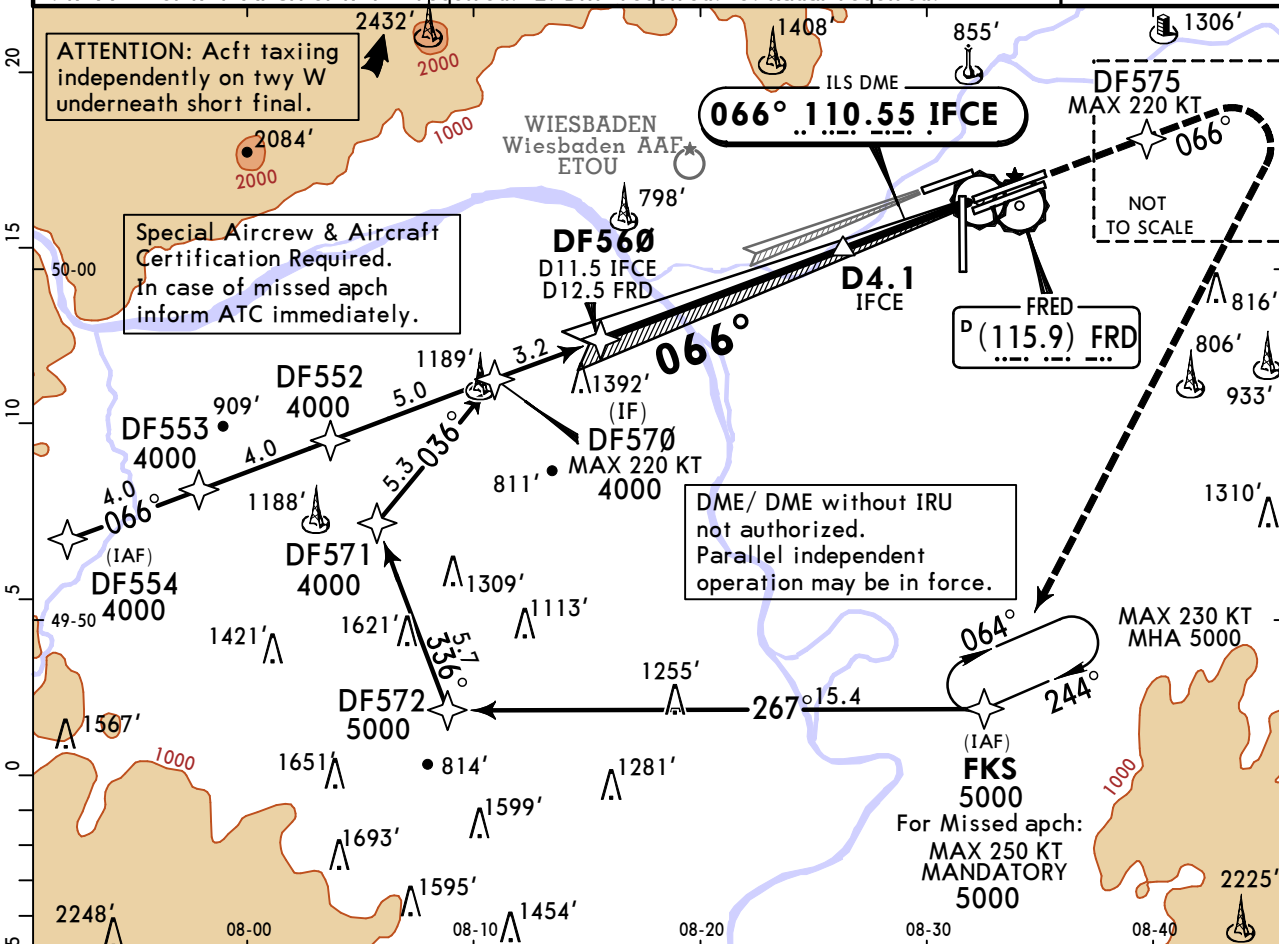 2432'
ATTENTION: Acft taxiing
independently on twy W
underneath short final.
2000
1408'
855'
1306'
1000
2084'
2000
ILS DME
066° 110.55 IFCE
DF575
MAX 220 KT
066°
NOT
TO SCALE
WIESBADEN
Wiesbaden AAF
ETOU
798'
Special Aircrew & Aircraft
Certification Required.
In case of missed apch
inform ATC immediately.
DF560
D11.5 IFCE
D12.5 FRD
D4.1
IFCE
066°
FRED
D (115.9) FRD
816'
806'
933'
1310'
20
15
10
5
0
5
50-00
49-50
1189'
3.2
1392'
(IF)
DF570
MAX 220 KT
4000
DF552
4000
5.0
DF553
4000
909'
4.0
4.0
066°
(IAF)
DF554
4000
036°
5.3
811'
1188'
DF571
4000
DME/ DME without IRU
not authorized.
Parallel independent
operation may be in force.
1309'
1113'
1421'
1621'
5.7
336°
1255'
DF572
5000
267° 15.4
064°
244°
MAX 230 KT
MHA 5000
(IAF)
FKS
5000
For Missed apch:
MAX 250 KT
MANDATORY
5000
1567'
1000
1651'
814'
1281'
1599'
1693'
1595'
1454'
2248'
1000
2225'
08-00
08-10
08-20
08-30
08-40